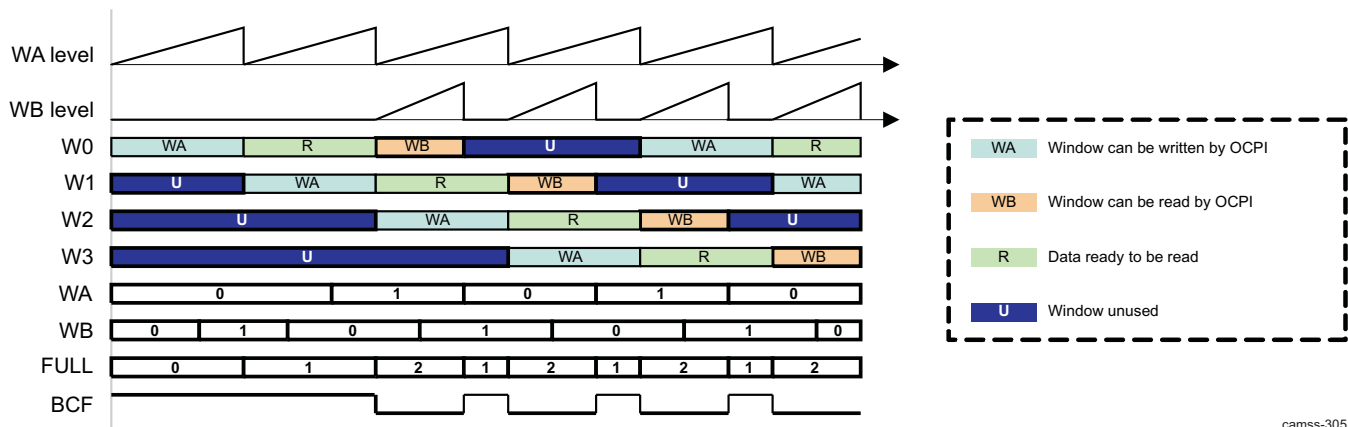 WA level
WB level
W0 WA R WB U WA R
W1 U WA R WB U WA
W2 U WA R WB U
W3 U WA R WB
WA 0 1 0 1 0
WB 0 1 0 1 0 1 0
FULL 0 1 2 1 2 1 2 1 2
BCF
WA Window can be written by OCPI
WB Window can be read by OCPI
R Data ready to be read
U Window unused
camss-305